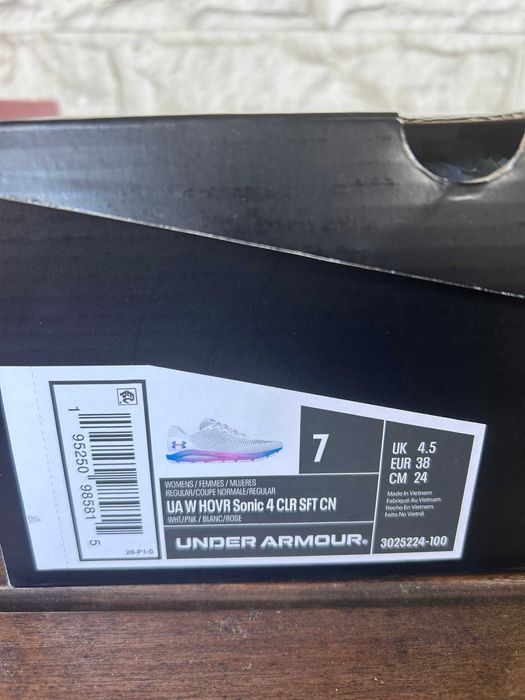 1 95250 98581 5
26-P1-6
WOMENS / FEMMES / MUJERES
REGULAR/COUPE NORMALE/REGULAR
UA W HOVR Sonic 4 CLR SFT CN
WHT/PNK / BLANC/ROSE
UNDER ARMOUR®
7
UK 4.5
EUR 38
CM 24
Made In Vietnam
Fabriqué Au Vietnam
Hecho En Vietnam
Feito No Vietnã
3025224-100